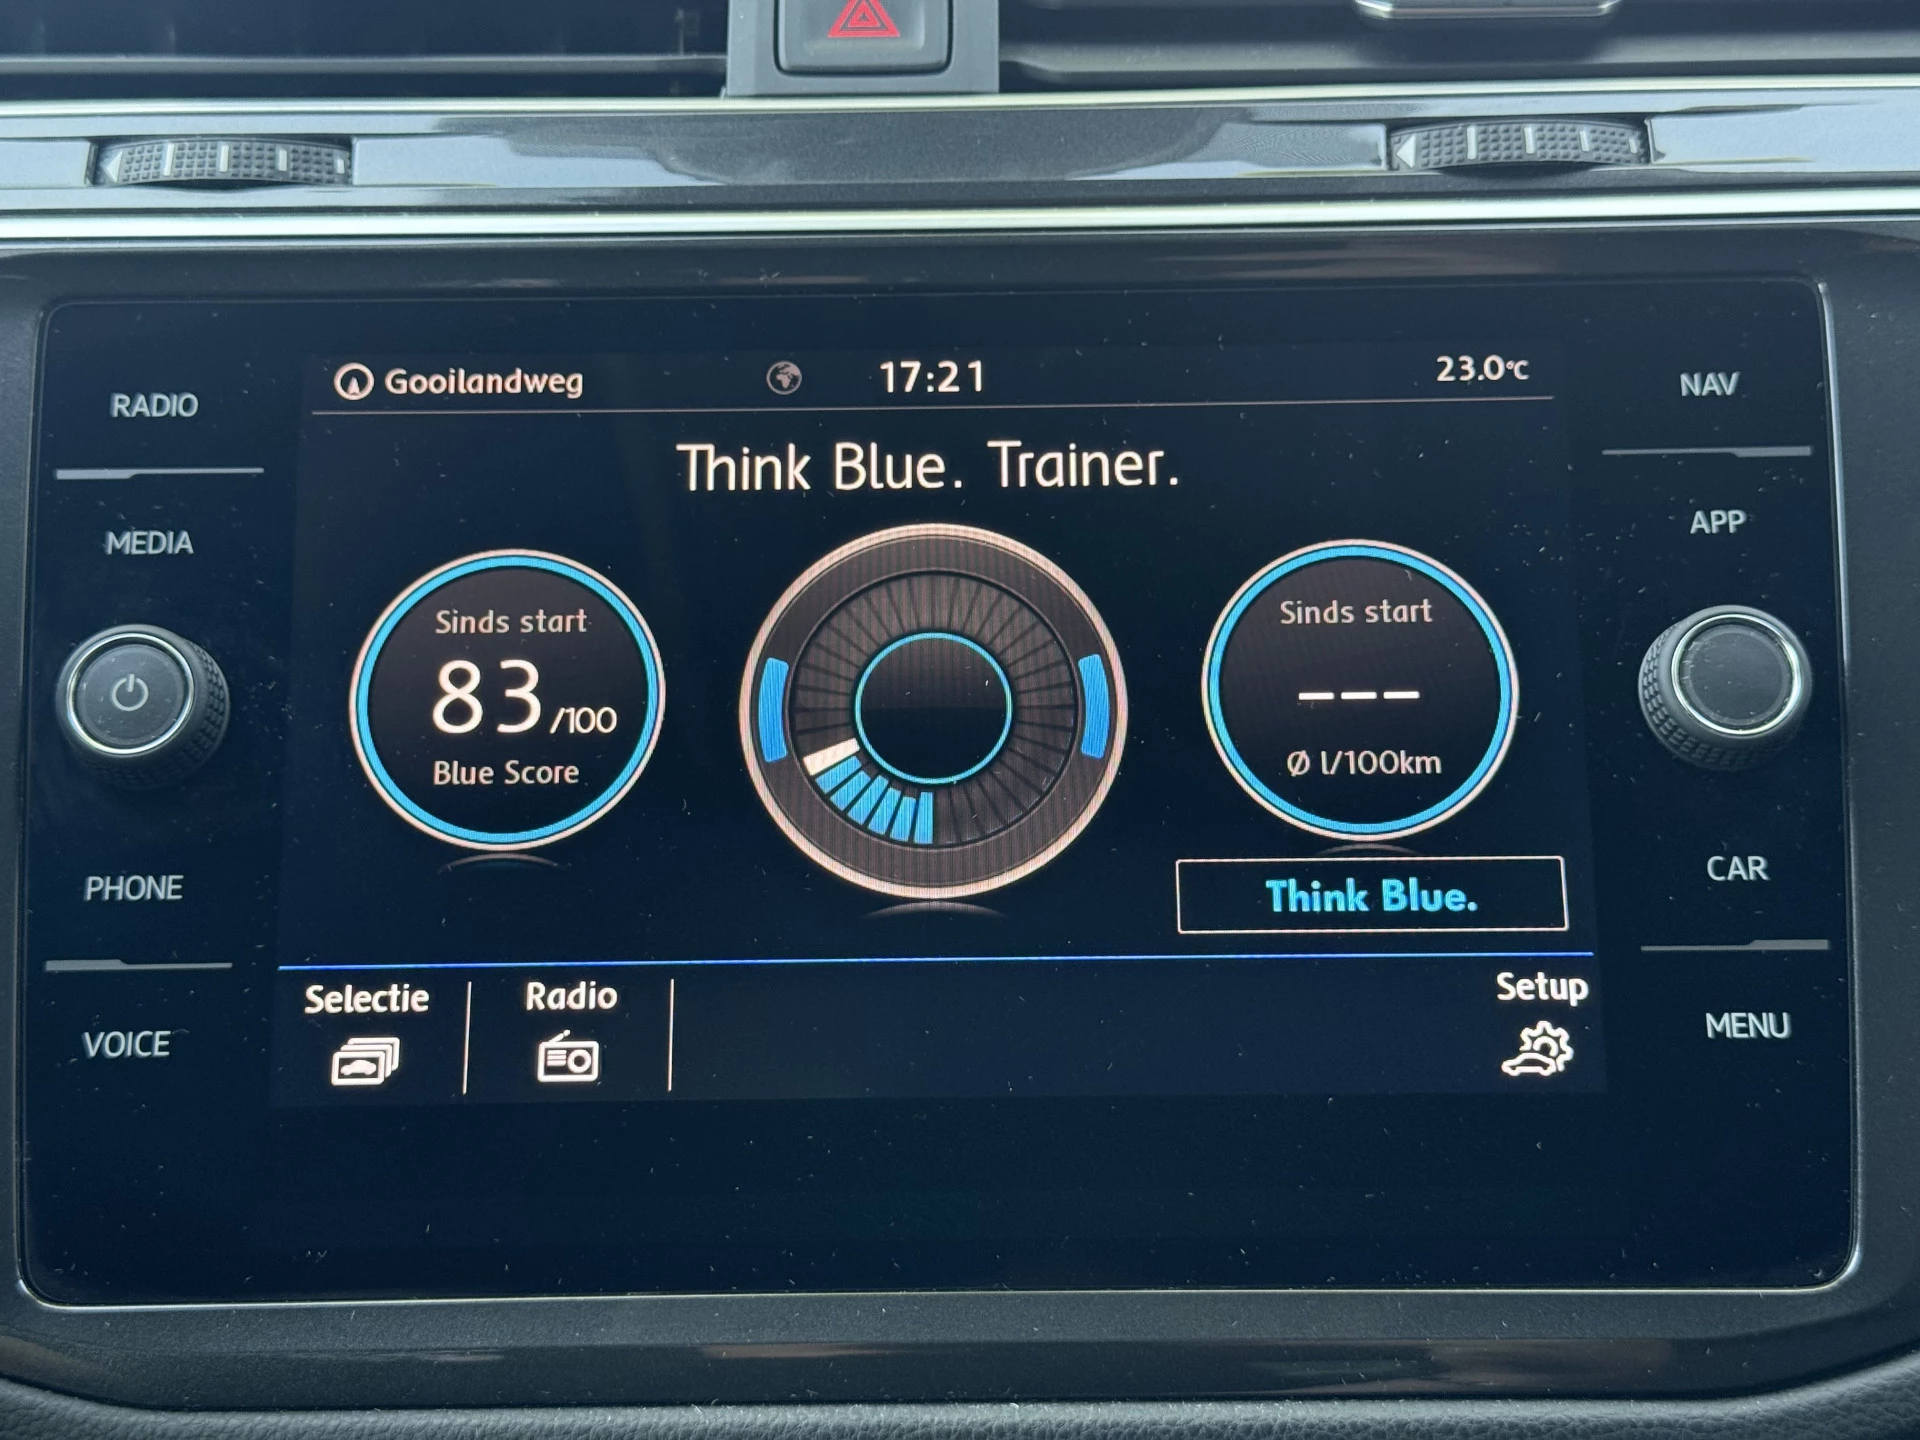 Gooilandweg 17:21 23.0°C
Think Blue. Trainer.
RADIO
MEDIA
PHONE
VOICE
Sinds start
83/100
Blue Score
Sinds start
---
Ø l/100km
Think Blue.
Selectie
Radio
Setup
NAV
APP
CAR
MENU